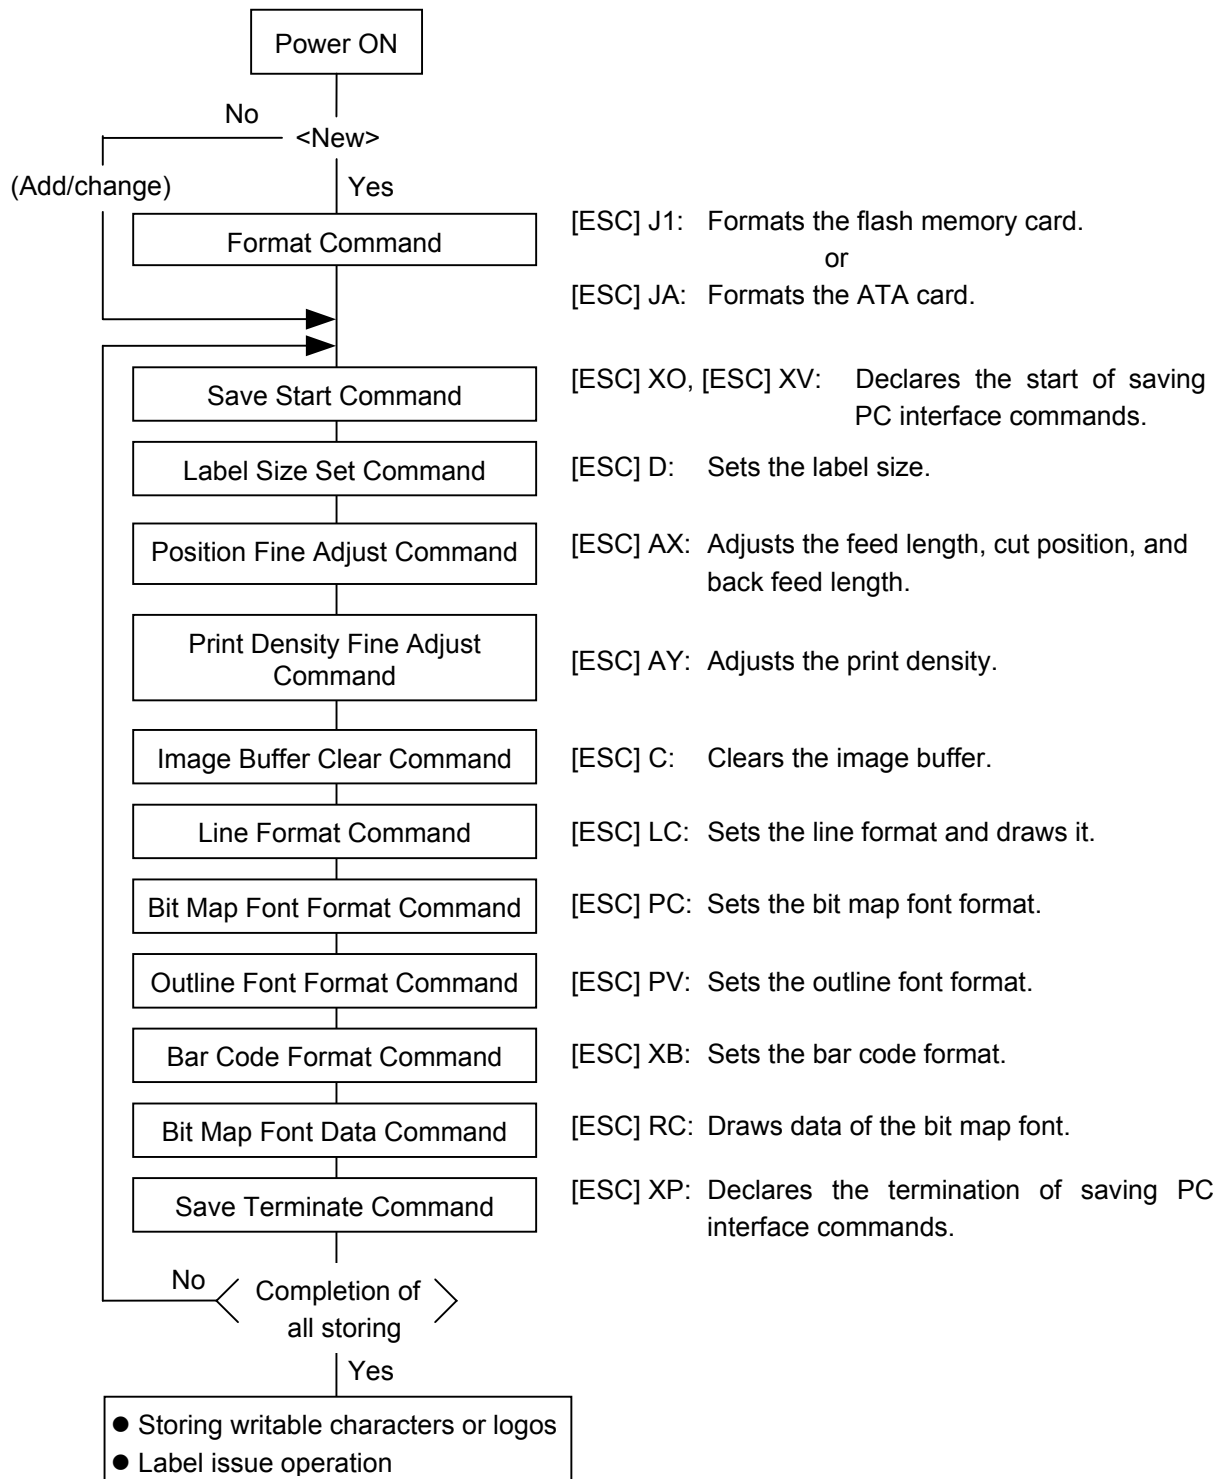 Power ON
No
<New>
(Add/change)
Yes
Format Command
[ESC] J1: Formats the flash memory card.
or
[ESC] JA: Formats the ATA card.
Save Start Command
[ESC] XO, [ESC] XV: Declares the start of saving
PC interface commands.
Label Size Set Command
[ESC] D: Sets the label size.
Position Fine Adjust Command
[ESC] AX: Adjusts the feed length, cut position, and
back feed length.
Print Density Fine Adjust
Command
[ESC] AY: Adjusts the print density.
Image Buffer Clear Command
[ESC] C: Clears the image buffer.
Line Format Command
[ESC] LC: Sets the line format and draws it.
Bit Map Font Format Command
[ESC] PC: Sets the bit map font format.
Outline Font Format Command
[ESC] PV: Sets the outline font format.
Bar Code Format Command
[ESC] XB: Sets the bar code format.
Bit Map Font Data Command
[ESC] RC: Draws data of the bit map font.
Save Terminate Command
[ESC] XP: Declares the termination of saving PC
interface commands.
No
Completion of
all storing
Yes
● Storing writable characters or logos
● Label issue operation